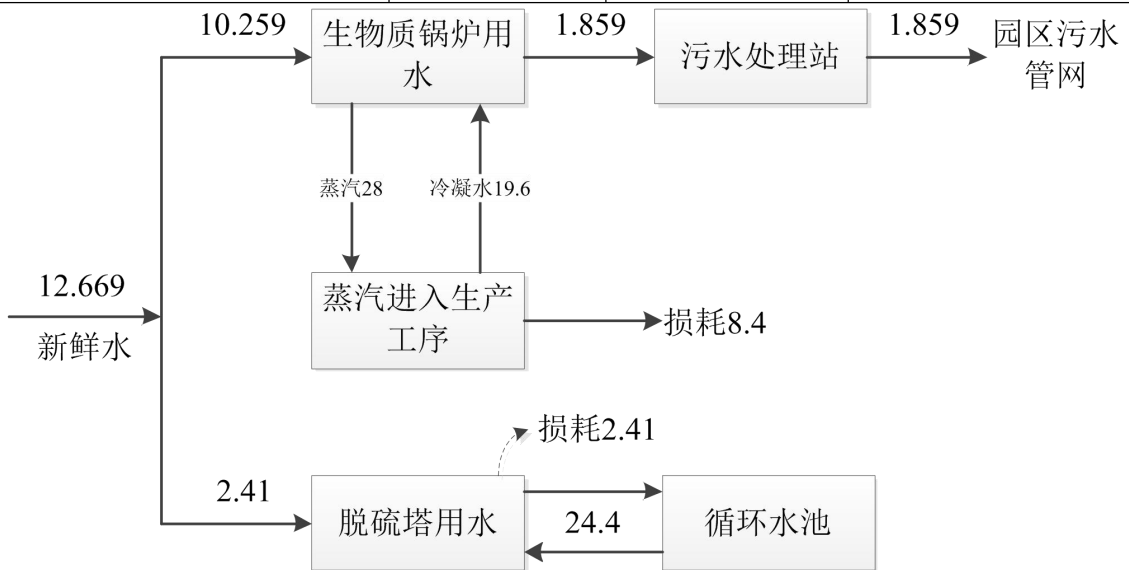 10.259
生物质锅炉用
水
1.859
污水处理站
1.859
园区污水
管网
蒸汽28
冷凝水19.6
12.669
新鲜水
蒸汽进入生产
工序
损耗8.4
损耗2.41
2.41
脱硫塔用水
24.4
循环水池